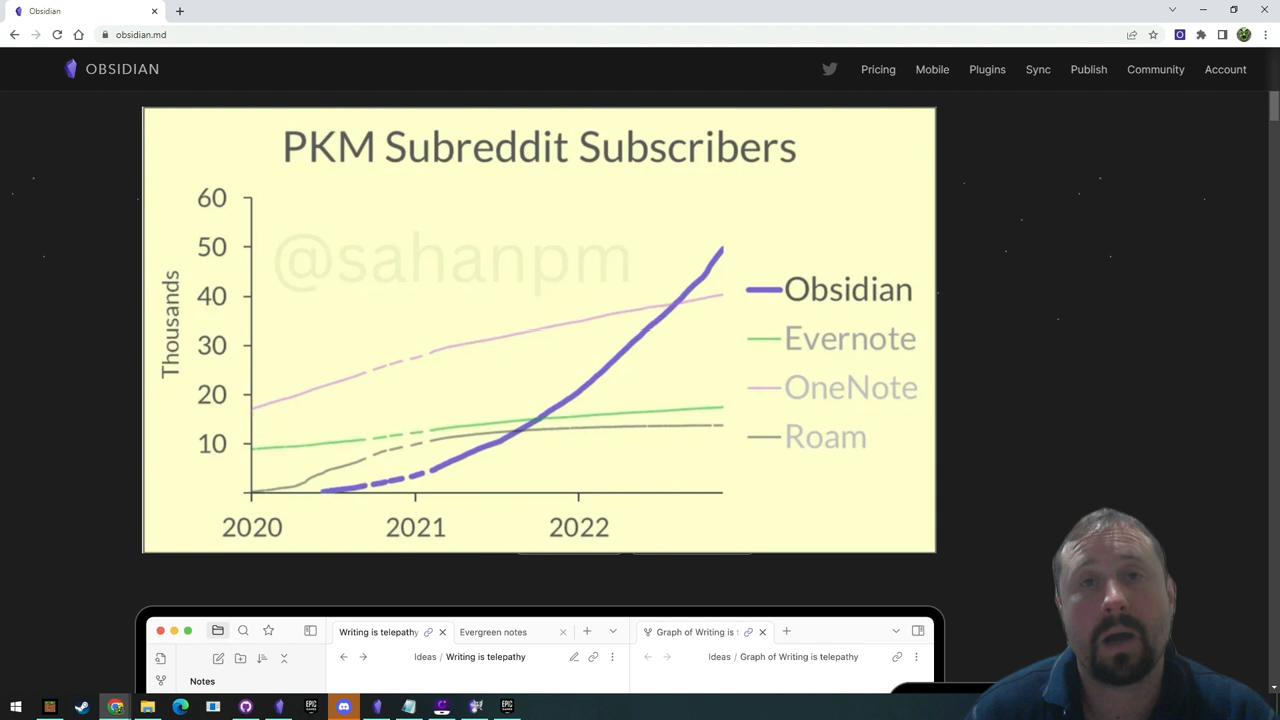 Obsidian
obsidian.md
OBSIDIAN
Pricing Mobile Plugins Sync Publish Community Account
PKM Subreddit Subscribers
@sahanpm
Thousands
60
50
40
30
20
10
2020 2021 2022
Obsidian
Evernote
OneNote
Roam
Writing is telepathy Evergreen notes Graph of Writing is t
Ideas / Writing is telepathy Ideas / Graph of Writing is telepathy
Notes
EPIC
EPIC